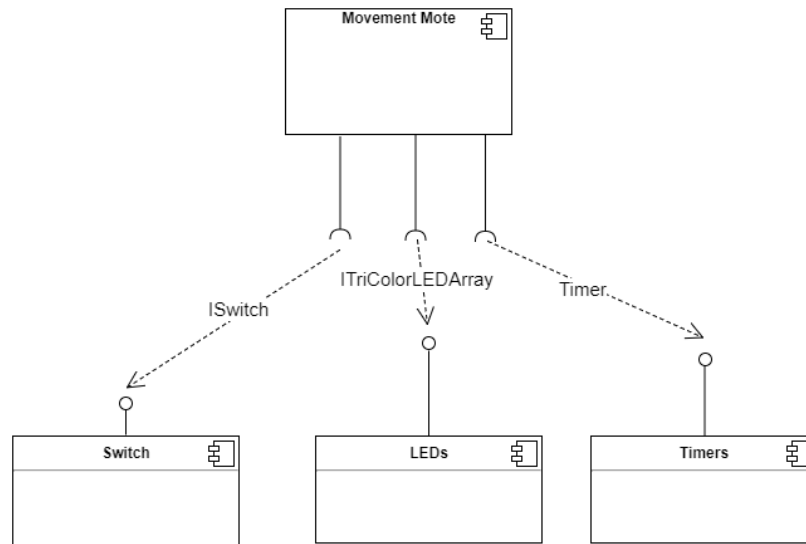 Movement Mote
ITriColorLEDArray
Timer.
ISwitch
Switch
LEDs
Timers